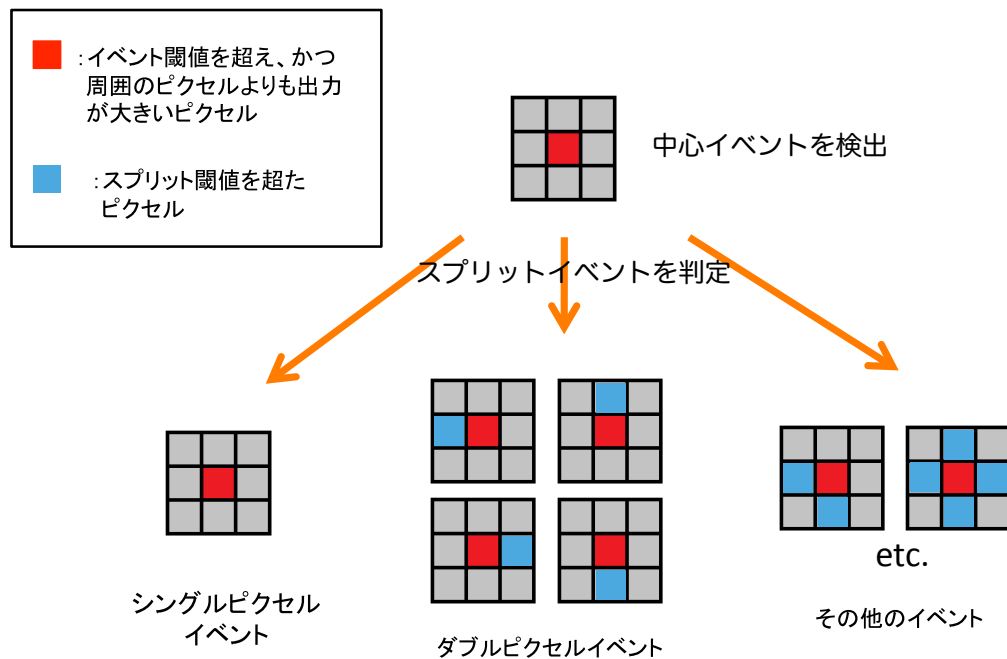 ：イベント閾値を超え、かつ
周囲のピクセルよりも出力
が大きいピクセル
：スプリット閾値を超た
ピクセル
中心イベントを検出
スプリットイベントを判定
シングルピクセル
イベント
ダブルピクセルイベント
etc.
その他のイベント